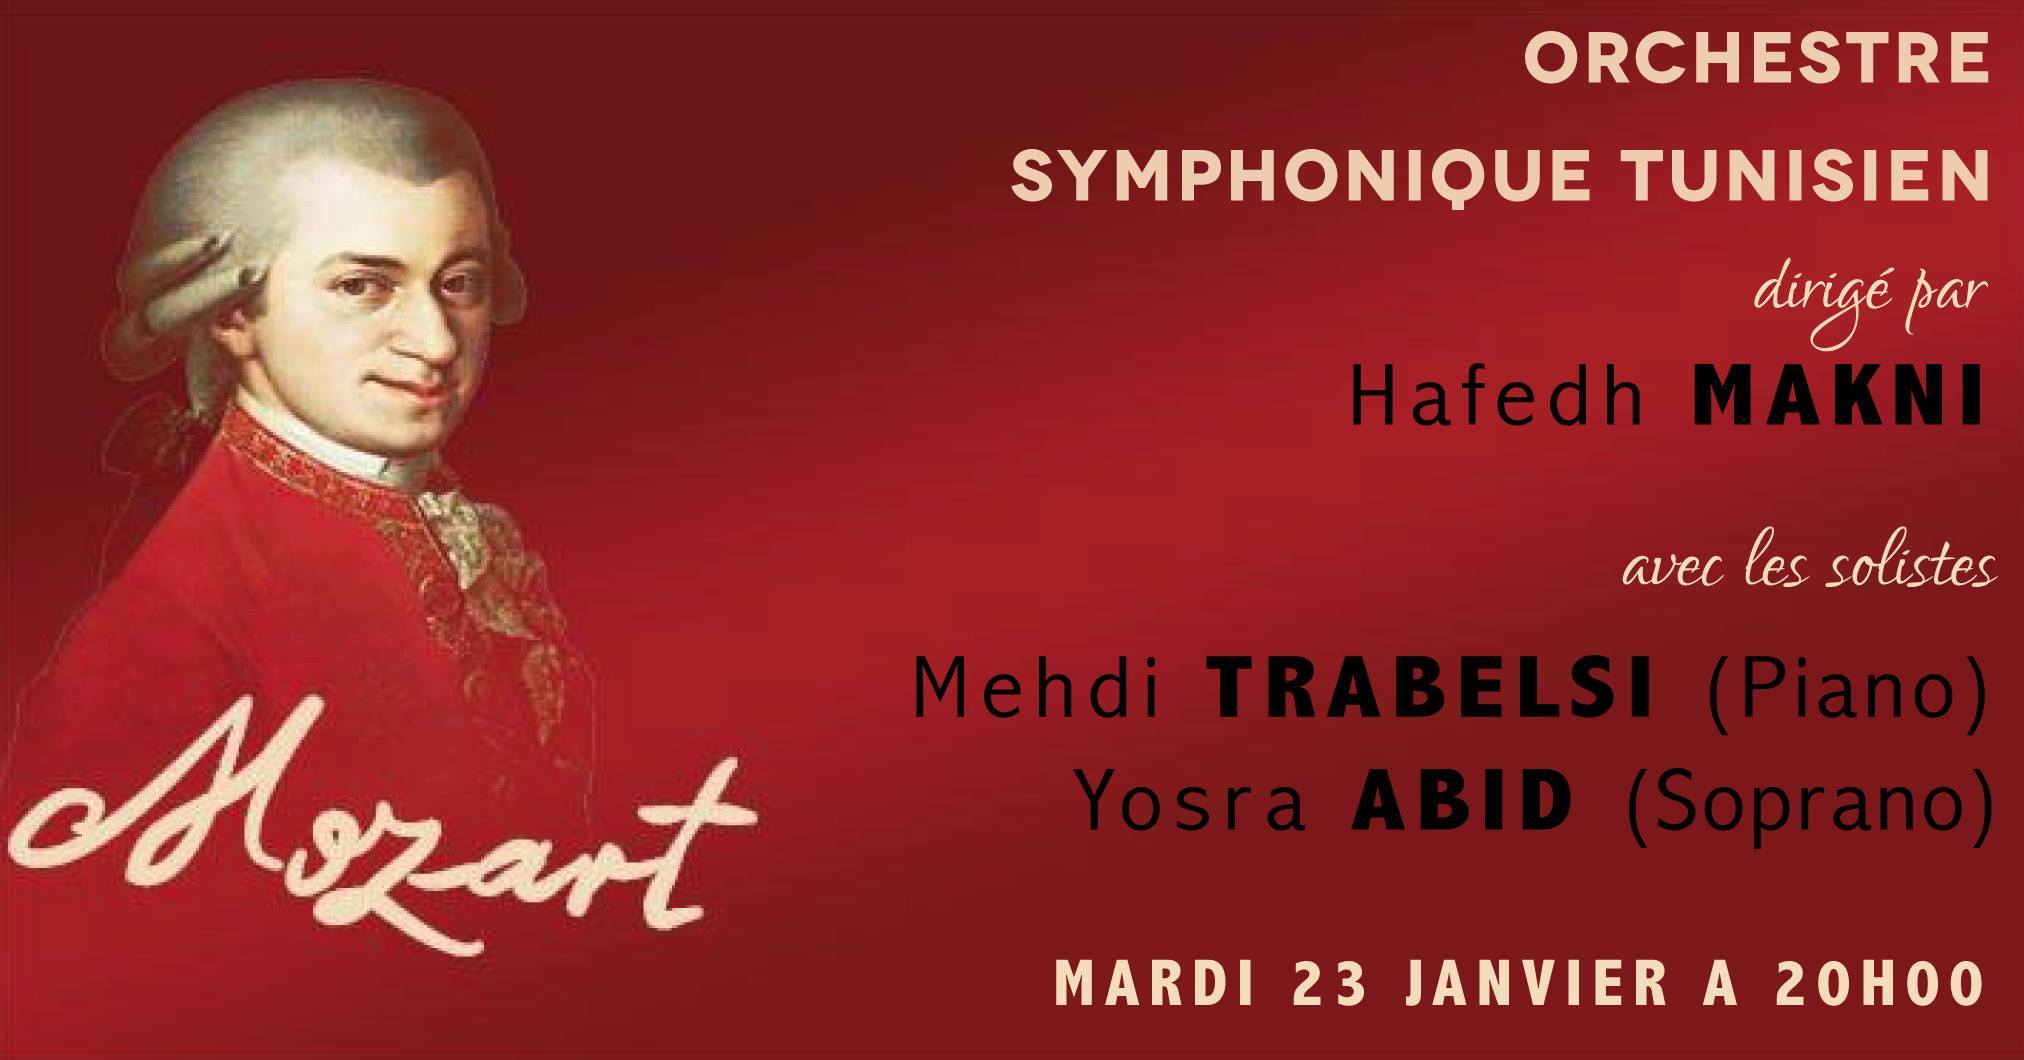 ORCHESTRE
SYMPHONIQUE TUNISIEN
dirigé par
Hafedh MAKNI
avec les solistes
Mehdi TRABELSI (Piano)
Yosra ABID (Soprano)
Mozart
MARDI 23 JANVIER A 20H00